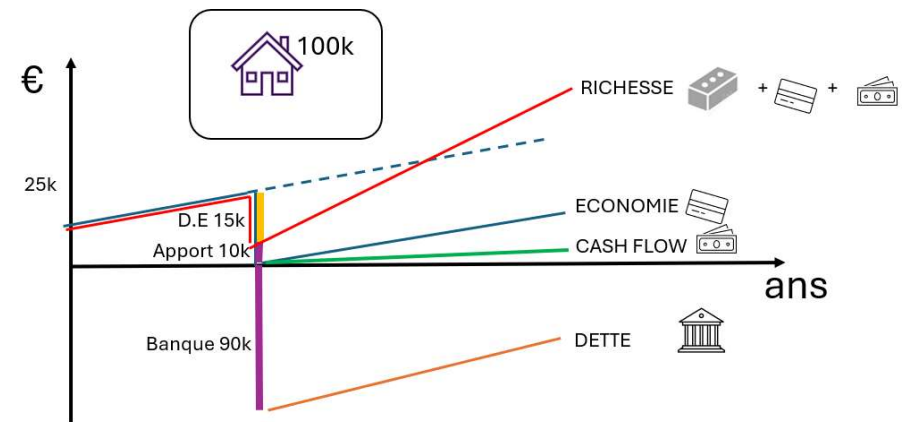 100k
€
RICHESSE + +
25k
D.E 15k
ECONOMIE
Apport 10k
CASH FLOW
ans
Banque 90k
DETTE